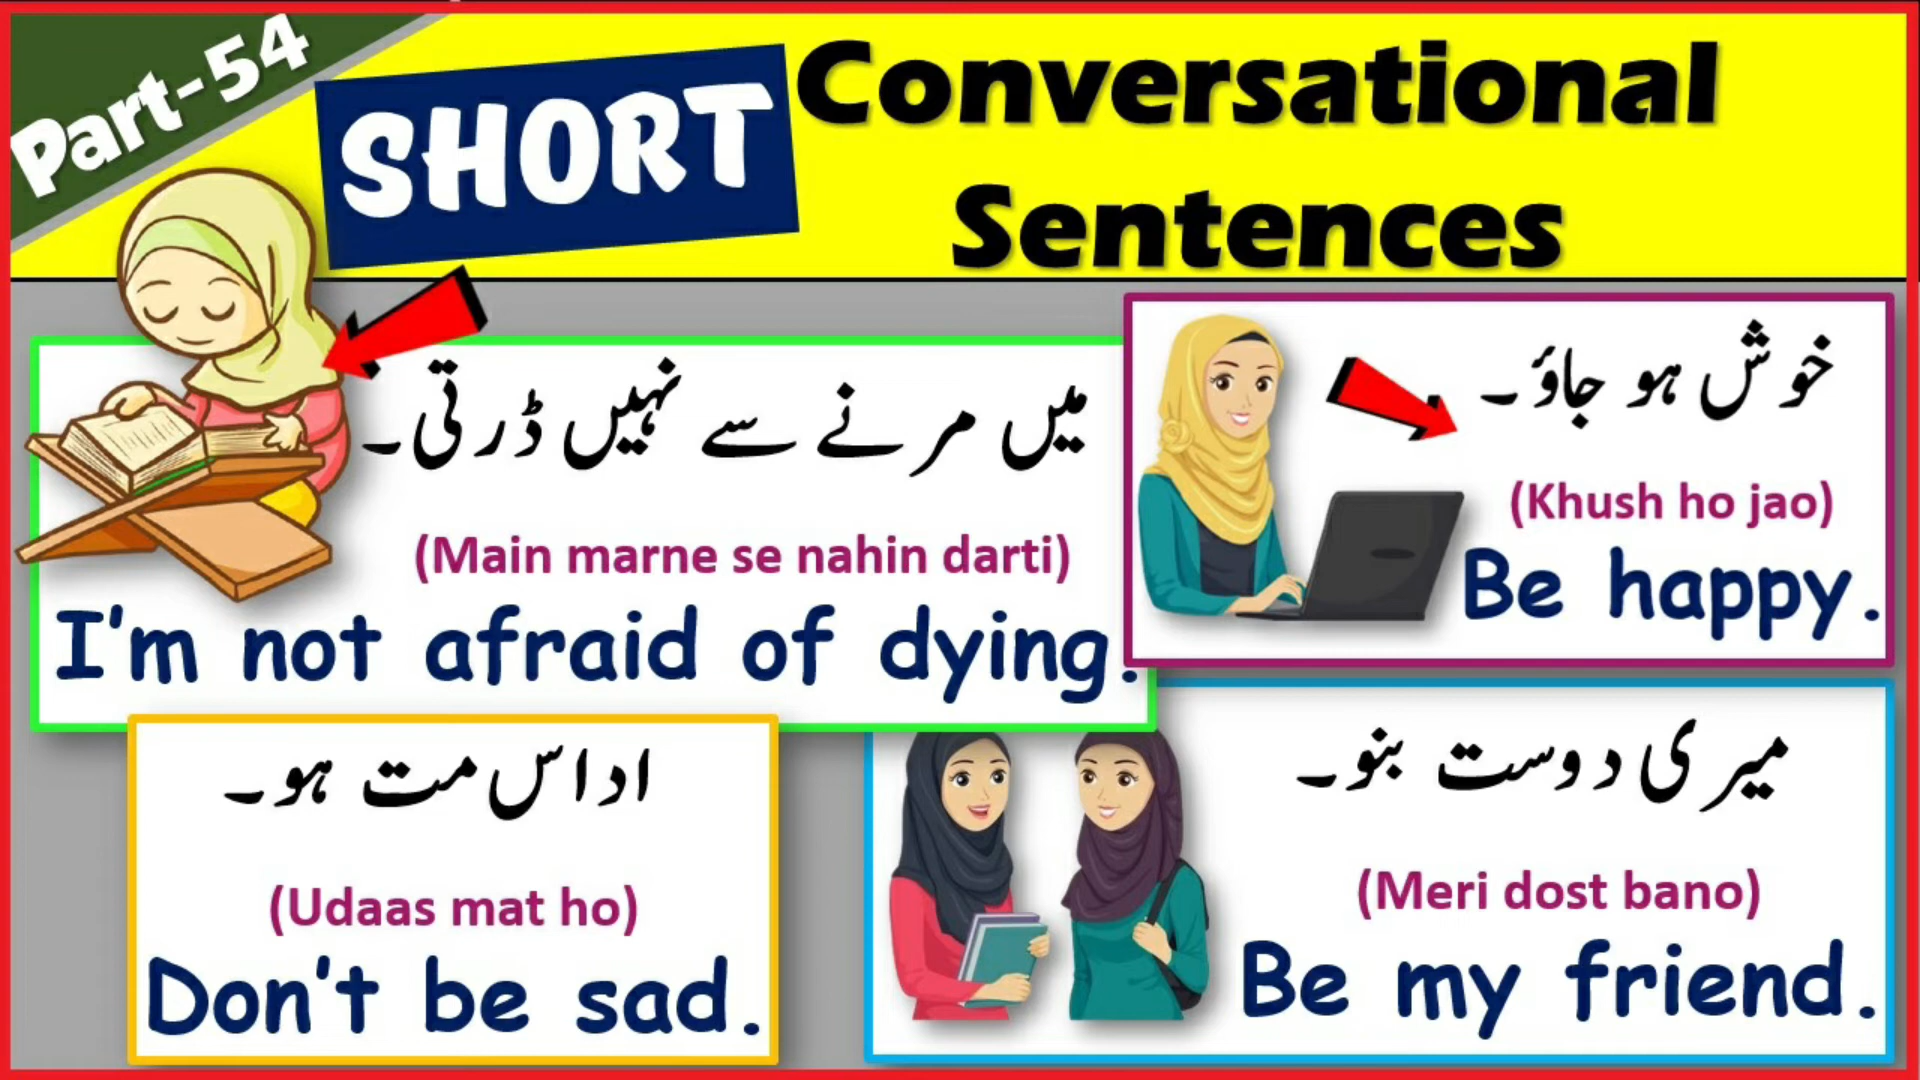 Part-54
SHORT
Conversational
Sentences
میں مرنے سے نہیں ڈرتی۔
(Main marne se nahin darti)
I'm not afraid of dying.
خوش ہو جاؤ۔
(Khush ho jao)
Be happy.
اداس مت ہو۔
(Udaas mat ho)
Don't be sad.
میری دوست بنو۔
(Meri dost bano)
Be my friend.